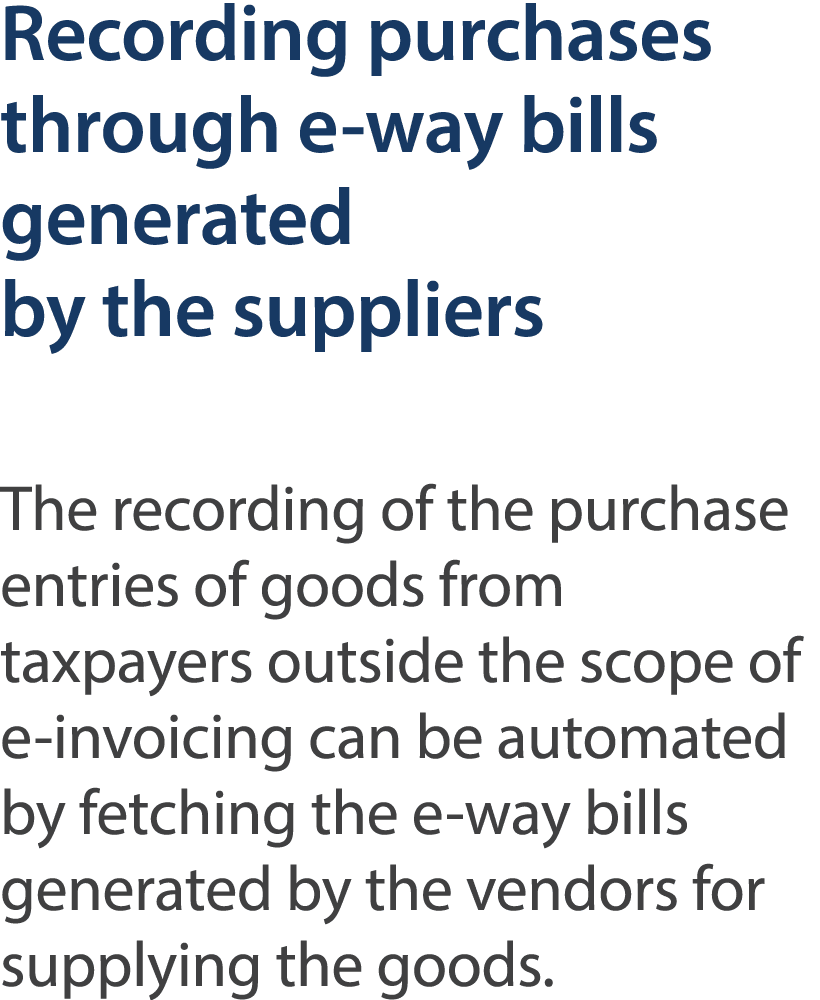 Recording purchases
through e-way bills
generated
by the suppliers
The recording of the purchase
entries of goods from
taxpayers outside the scope of
e-invoicing can be automated
by fetching the e-way bills
generated by the vendors for
supplying the goods.